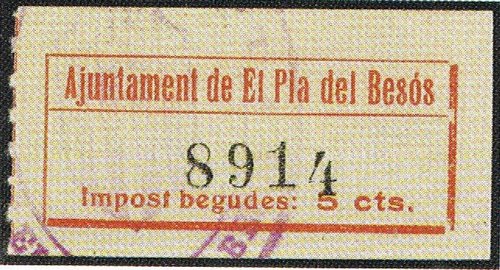 Ajuntament de El Pla del Besós
8914
Impost begudes: 5 cts.